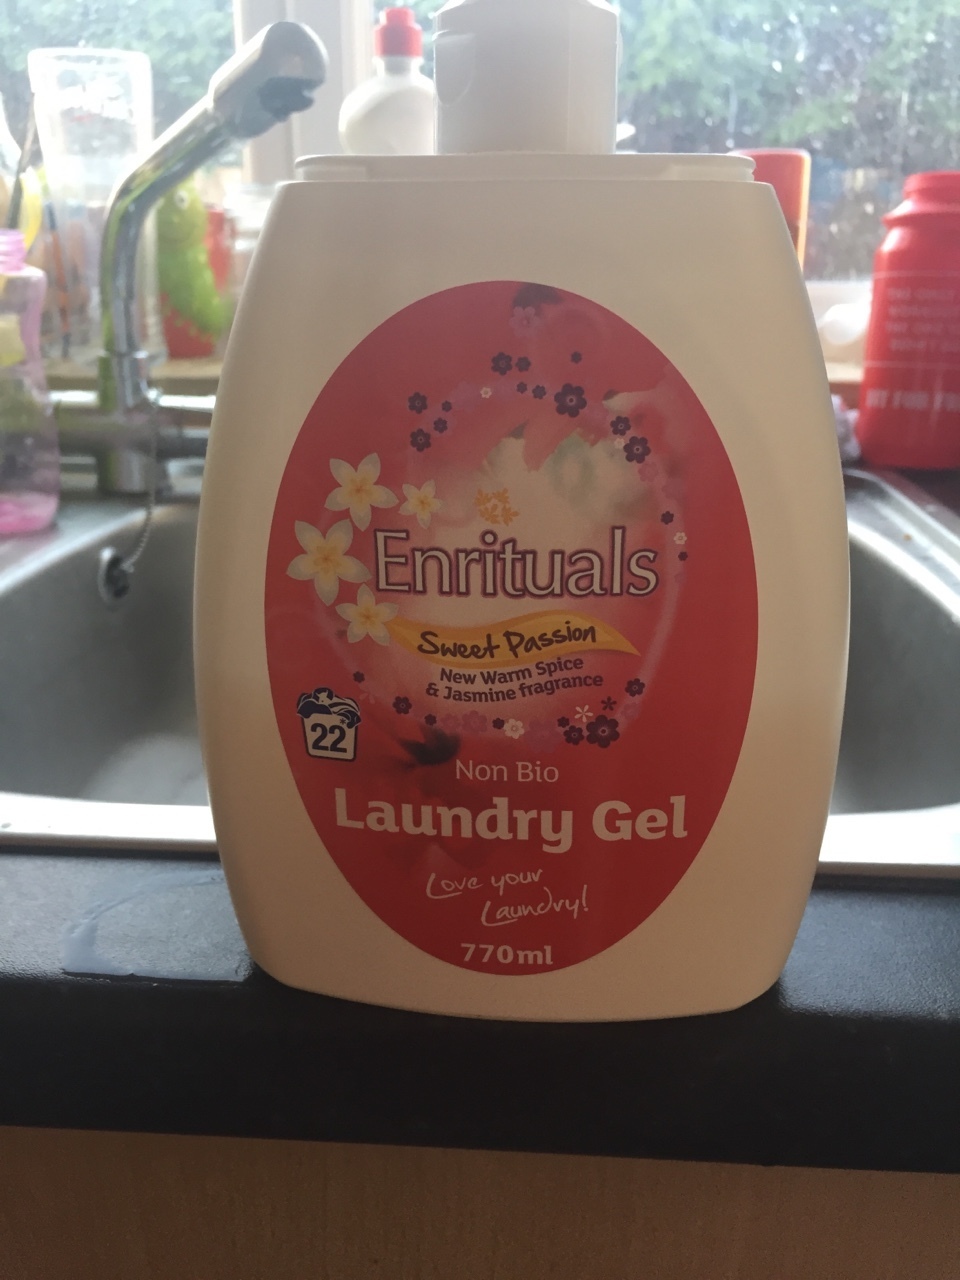 Enrituals
Sweet Passion
New Warm Spice
& Jasmine fragrance
22
Non Bio
Laundry Gel
Love your
Laundry!
770ml